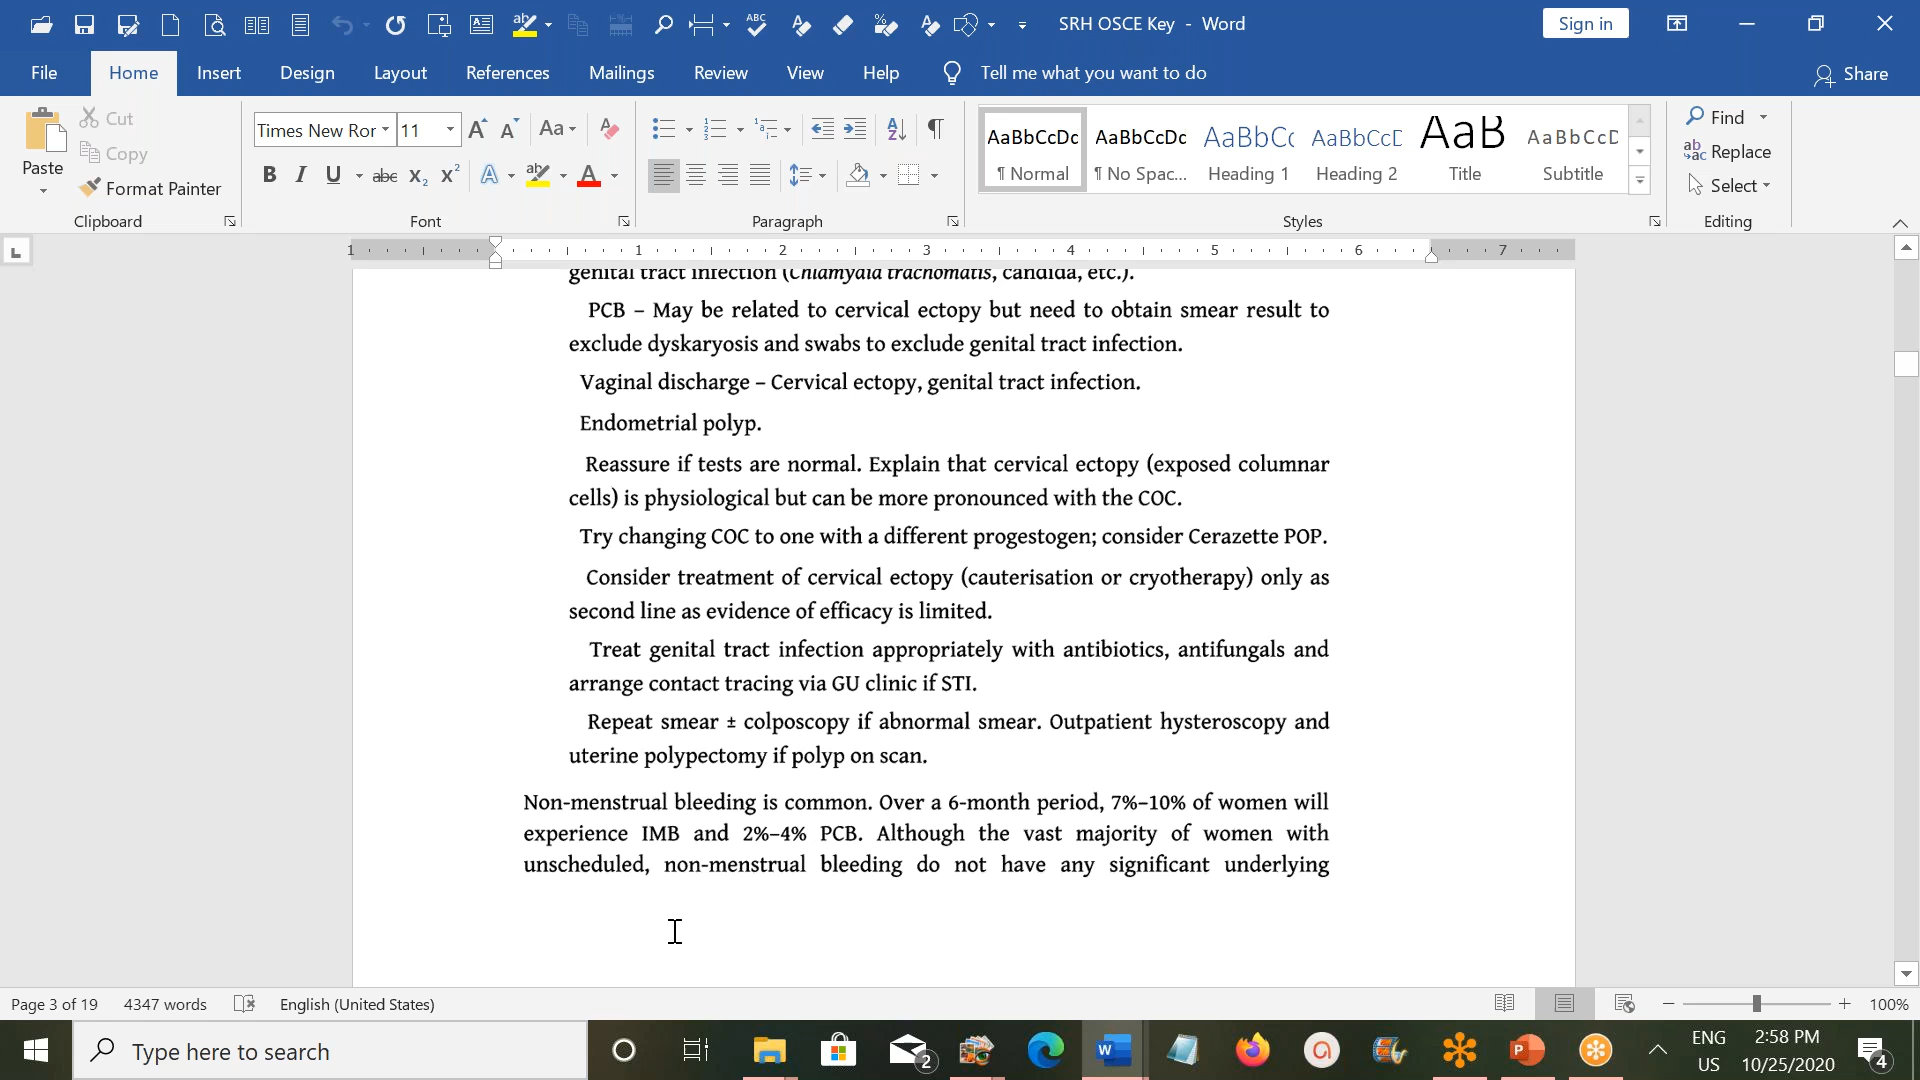 SRH OSCE Key - Word
Sign in
File Home Insert Design Layout References Mailings Review View Help Tell me what you want to do Share
Paste
Cut
Copy
Format Painter
Clipboard
Times New Ror 11
Font
Paragraph
AaBbCcDc AaBbCcDc AaBbCc AaBbCcD AaB AaBbCcD
¶ Normal ¶ No Spac... Heading 1 Heading 2 Title Subtitle
Styles
Find
Replace
Select
Editing
1 1 2 3 4 5 6 7
genital tract infection (Chlamydia trachomatis, candida, etc.).
PCB – May be related to cervical ectopy but need to obtain smear result to
exclude dyskaryosis and swabs to exclude genital tract infection.
Vaginal discharge – Cervical ectopy, genital tract infection.
Endometrial polyp.
Reassure if tests are normal. Explain that cervical ectopy (exposed columnar
cells) is physiological but can be more pronounced with the COC.
Try changing COC to one with a different progestogen; consider Cerazette POP.
Consider treatment of cervical ectopy (cauterisation or cryotherapy) only as
second line as evidence of efficacy is limited.
Treat genital tract infection appropriately with antibiotics, antifungals and
arrange contact tracing via GU clinic if STI.
Repeat smear ± colposcopy if abnormal smear. Outpatient hysteroscopy and
uterine polypectomy if polyp on scan.
Non-menstrual bleeding is common. Over a 6-month period, 7%–10% of women will
experience IMB and 2%–4% PCB. Although the vast majority of women with
unscheduled, non-menstrual bleeding do not have any significant underlying
Page 3 of 19 4347 words English (United States) 100%
Type here to search
2
ENG
US
2:58 PM
10/25/2020
4